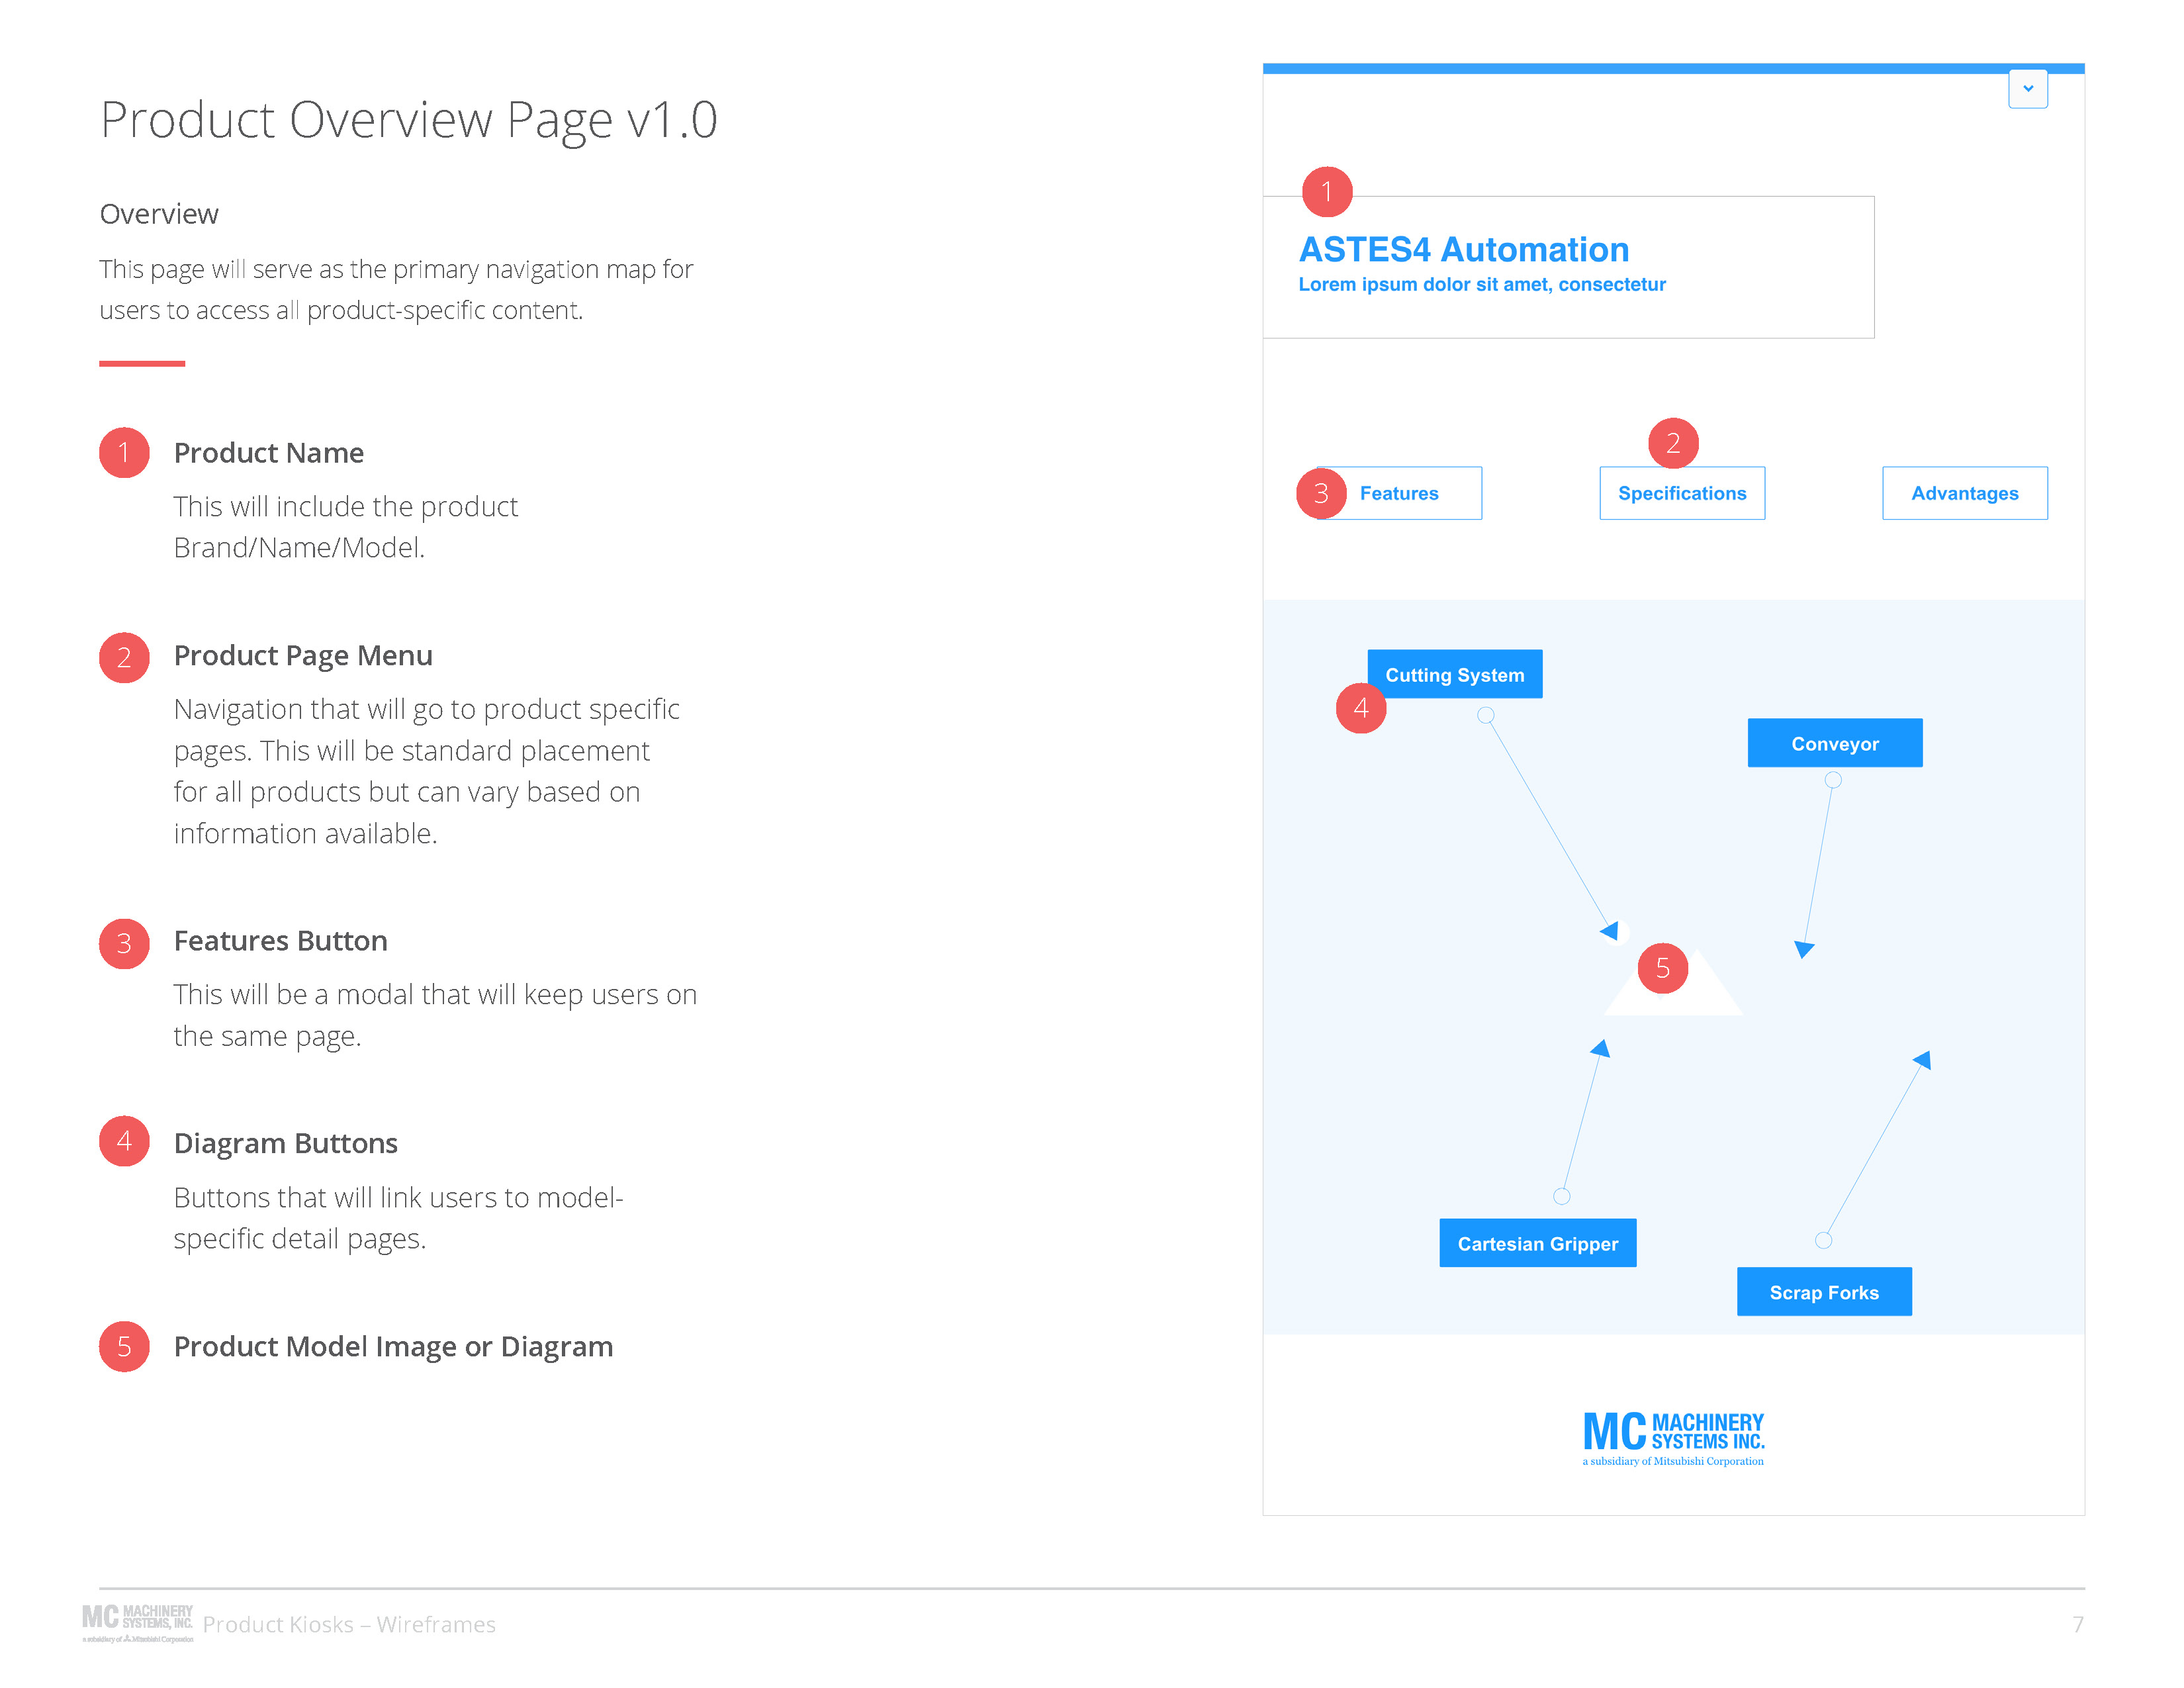 Product Overview Page v1.0
Overview
This page will serve as the primary navigation map for
users to access all product-specific content.
1
Product Name
This will include the product
Brand/Name/Model.
2
Product Page Menu
Navigation that will go to product specific
pages. This will be standard placement
for all products but can vary based on
information available.
3
Features Button
This will be a modal that will keep users on
the same page.
4
Diagram Buttons
Buttons that will link users to model-
specific detail pages.
5
Product Model Image or Diagram
1
ASTES4 Automation
Lorem ipsum dolor sit amet, consectetur
2
3
Features
Specifications
Advantages
Cutting System
4
Conveyor
5
Cartesian Gripper
Scrap Forks
MC MACHINERY
SYSTEMS INC.
a subsidiary of Mitsubishi Corporation
MC MACHINERY
SYSTEMS, INC.
a subsidiary of Mitsubishi Corporation
Product Kiosks – Wireframes
7